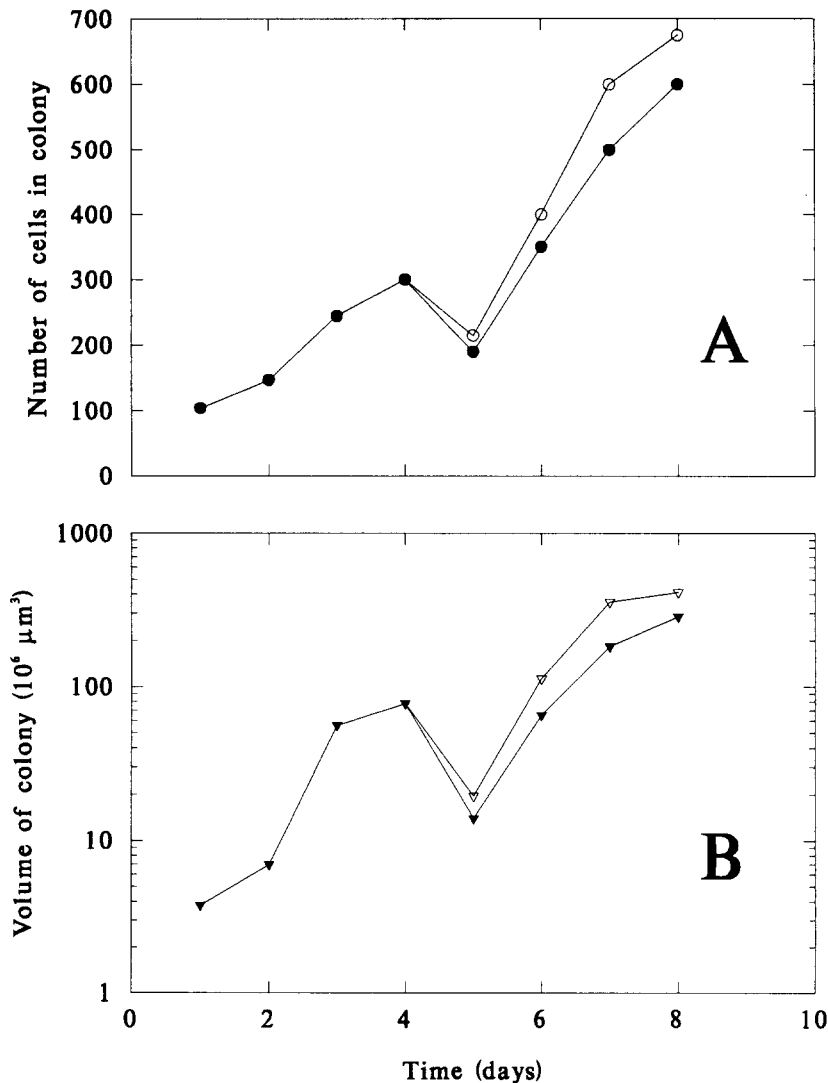 700
600
500
400
300
200
100
0
Number of cells in colony
A
1000
100
10
1
Volume of colony (10⁶ μm³)
B
0 2 4 6 8 10
Time (days)